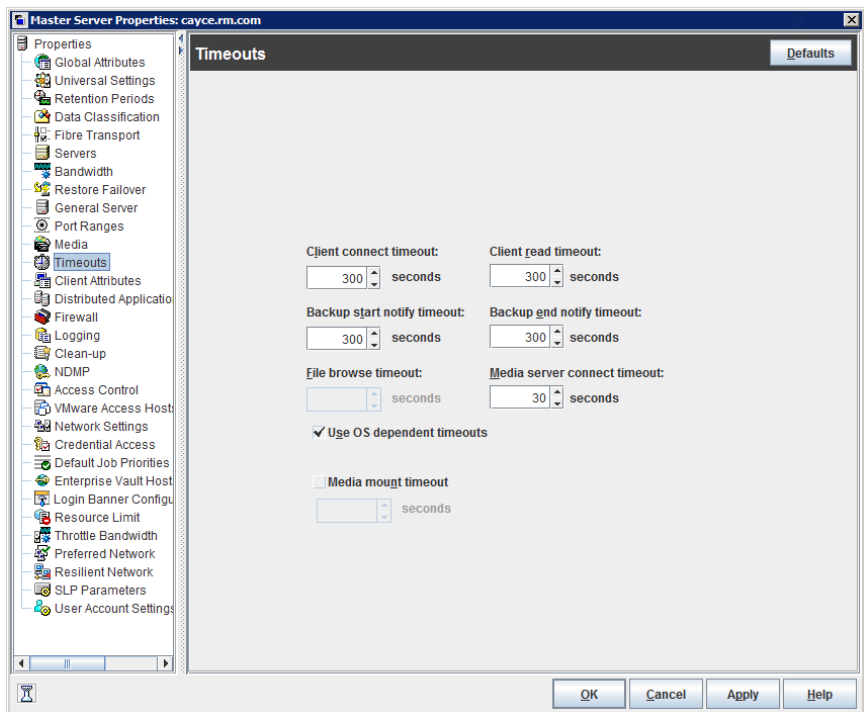 Master Server Properties: cayce.rm.com
Properties
Global Attributes
Universal Settings
Retention Periods
Data Classification
Fibre Transport
Servers
Bandwidth
Restore Failover
General Server
Port Ranges
Media
Timeouts
Client Attributes
Distributed Applicatio
Firewall
Logging
Clean-up
NDMP
Access Control
VMware Access Hosts
Network Settings
Credential Access
Default Job Priorities
Enterprise Vault Host
Login Banner Configu
Resource Limit
Throttle Bandwidth
Preferred Network
Resilient Network
SLP Parameters
User Account Settings
Timeouts
Defaults
Client connect timeout: Client read timeout:
300 seconds 300 seconds
Backup start notify timeout: Backup end notify timeout:
300 seconds 300 seconds
File browse timeout: Media server connect timeout:
seconds 30 seconds
Use OS dependent timeouts
Media mount timeout
seconds
OK Cancel Apply Help